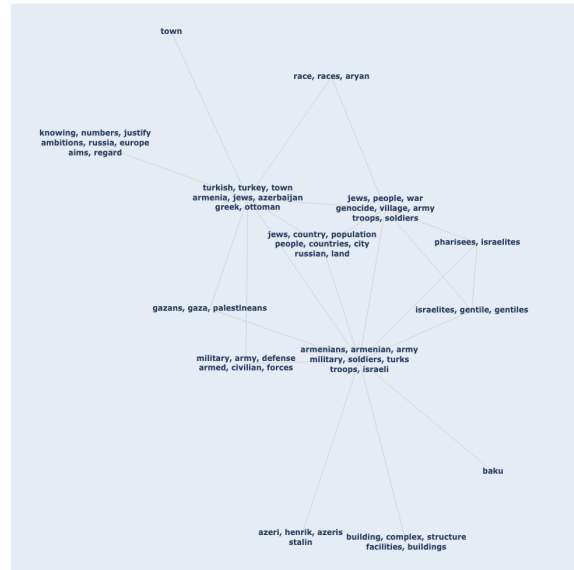 town
race, races, aryan
knowing, numbers, justify
ambitions, russia, europe
aims, regard
turkish, turkey, town
armenia, jews, azerbaijan
greek, ottoman
jews, people, war
genocide, village, army
troops, soldiers
jews, country, population
people, countries, city
russian, land
pharisees, israelites
gazans, gaza, palestineans
israelites, gentile, gentiles
armenians, armenian, army
military, soldiers, turks
troops, israeli
military, army, defense
armed, civilian, forces
baku
azeri, henrik, azeris
stalin
building, complex, structure
facilities, buildings